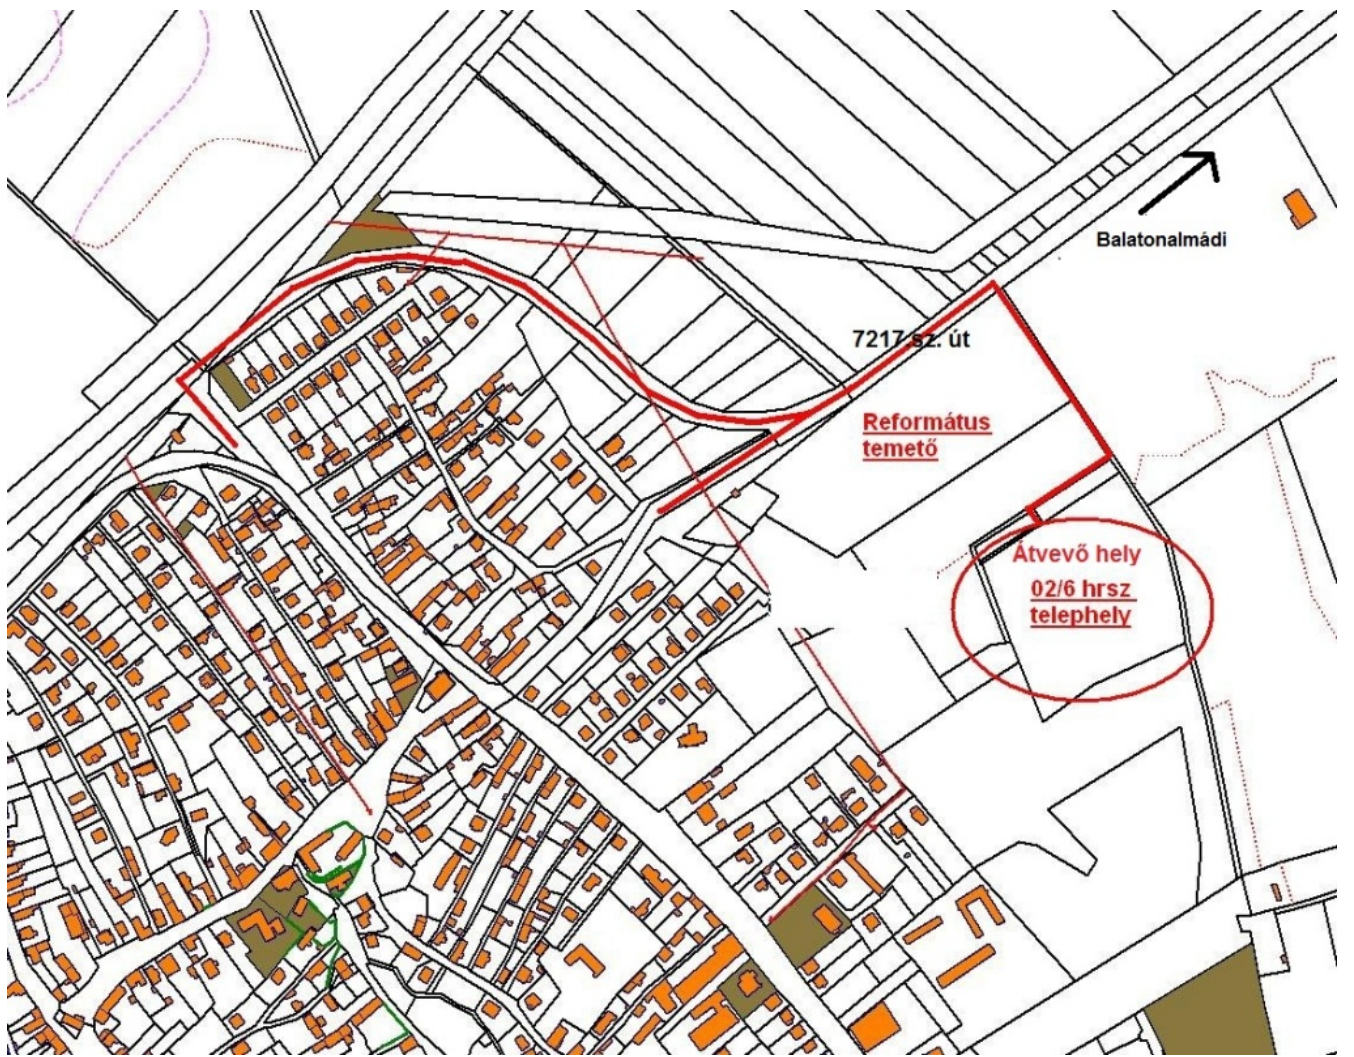 Balatonalmádi
7217.sz. út
Református
temető
Átvevő hely
02/6 hrsz
telephely